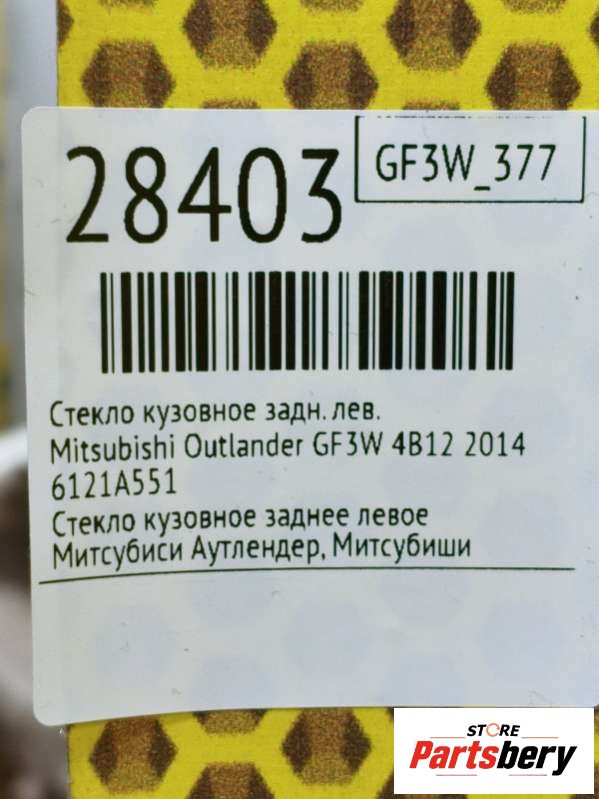 28403
GF3W_377
Стекло кузовное задн. лев.
Mitsubishi Outlander GF3W 4B12 2014
6121A551
Стекло кузовное заднее левое
Митсубиси Аутлендер, Митсубиши
STORE
Partsbery